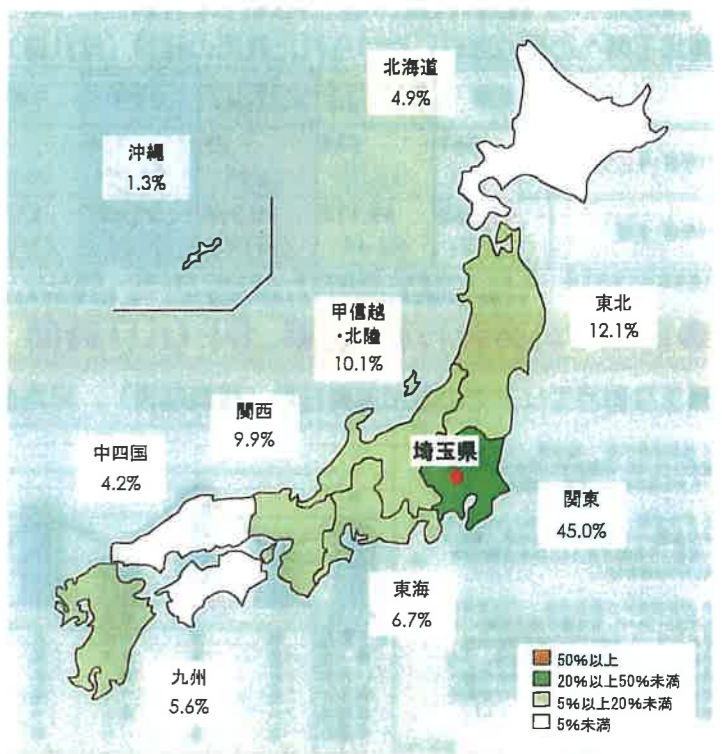 北海道
4.9%
沖縄
1.3%
東北
12.1%
甲信越
・北陸
10.1%
関西
9.9%
中四国
4.2%
埼玉県
関東
45.0%
東海
6.7%
九州
5.6%
50%以上
20%以上50%未満
5%以上20%未満
5%未満